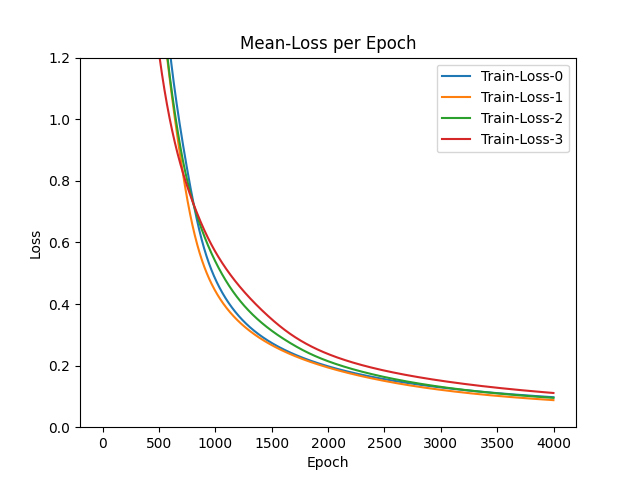 Mean-Loss per Epoch
Train-Loss-0
Train-Loss-1
Train-Loss-2
Train-Loss-3
Loss
1.2
1.0
0.8
0.6
0.4
0.2
0.0
0 500 1000 1500 2000 2500 3000 3500 4000
Epoch